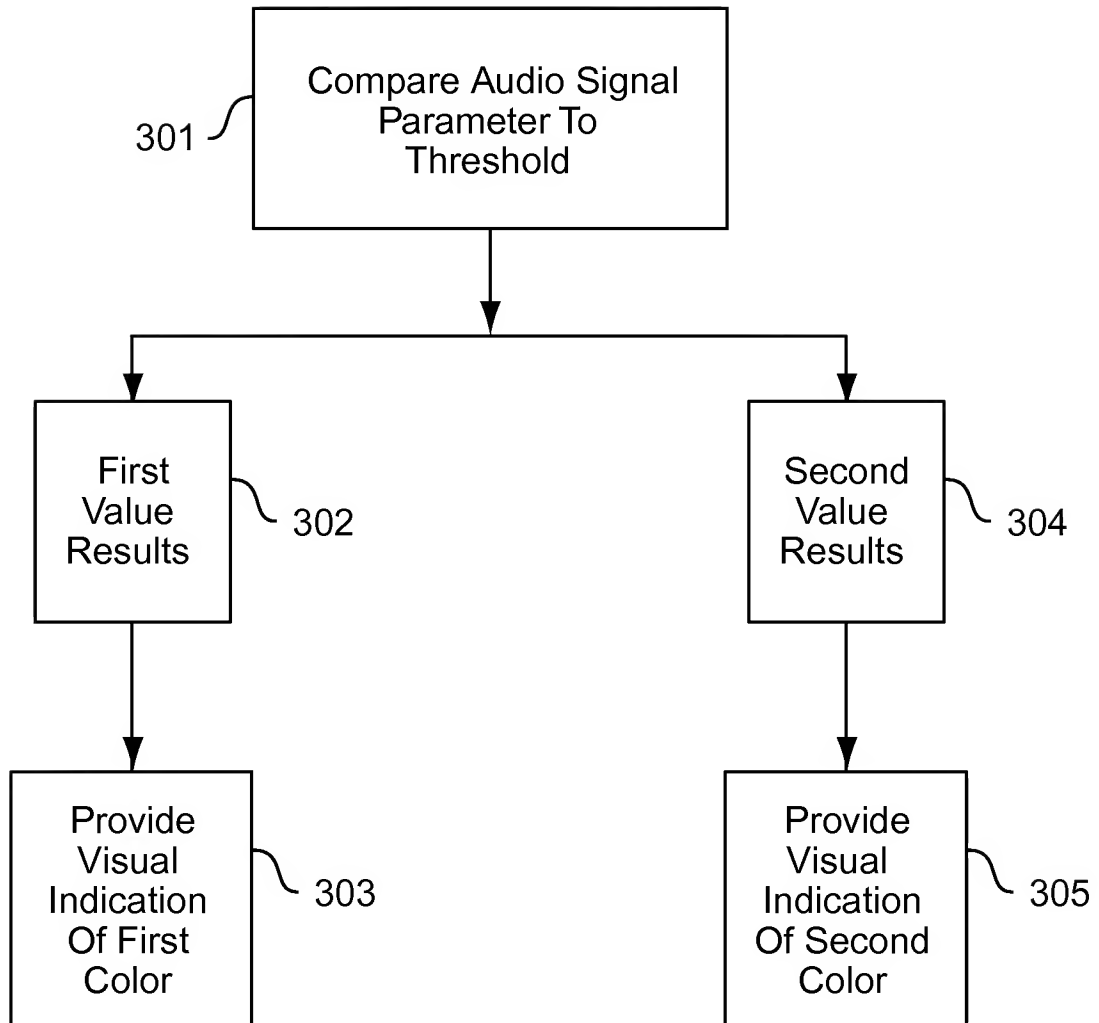 Compare Audio Signal
Parameter To
Threshold
301
First
Value
Results
302
Second
Value
Results
304
Provide
Visual
Indication
Of First
Color
303
Provide
Visual
Indication
Of Second
Color
305